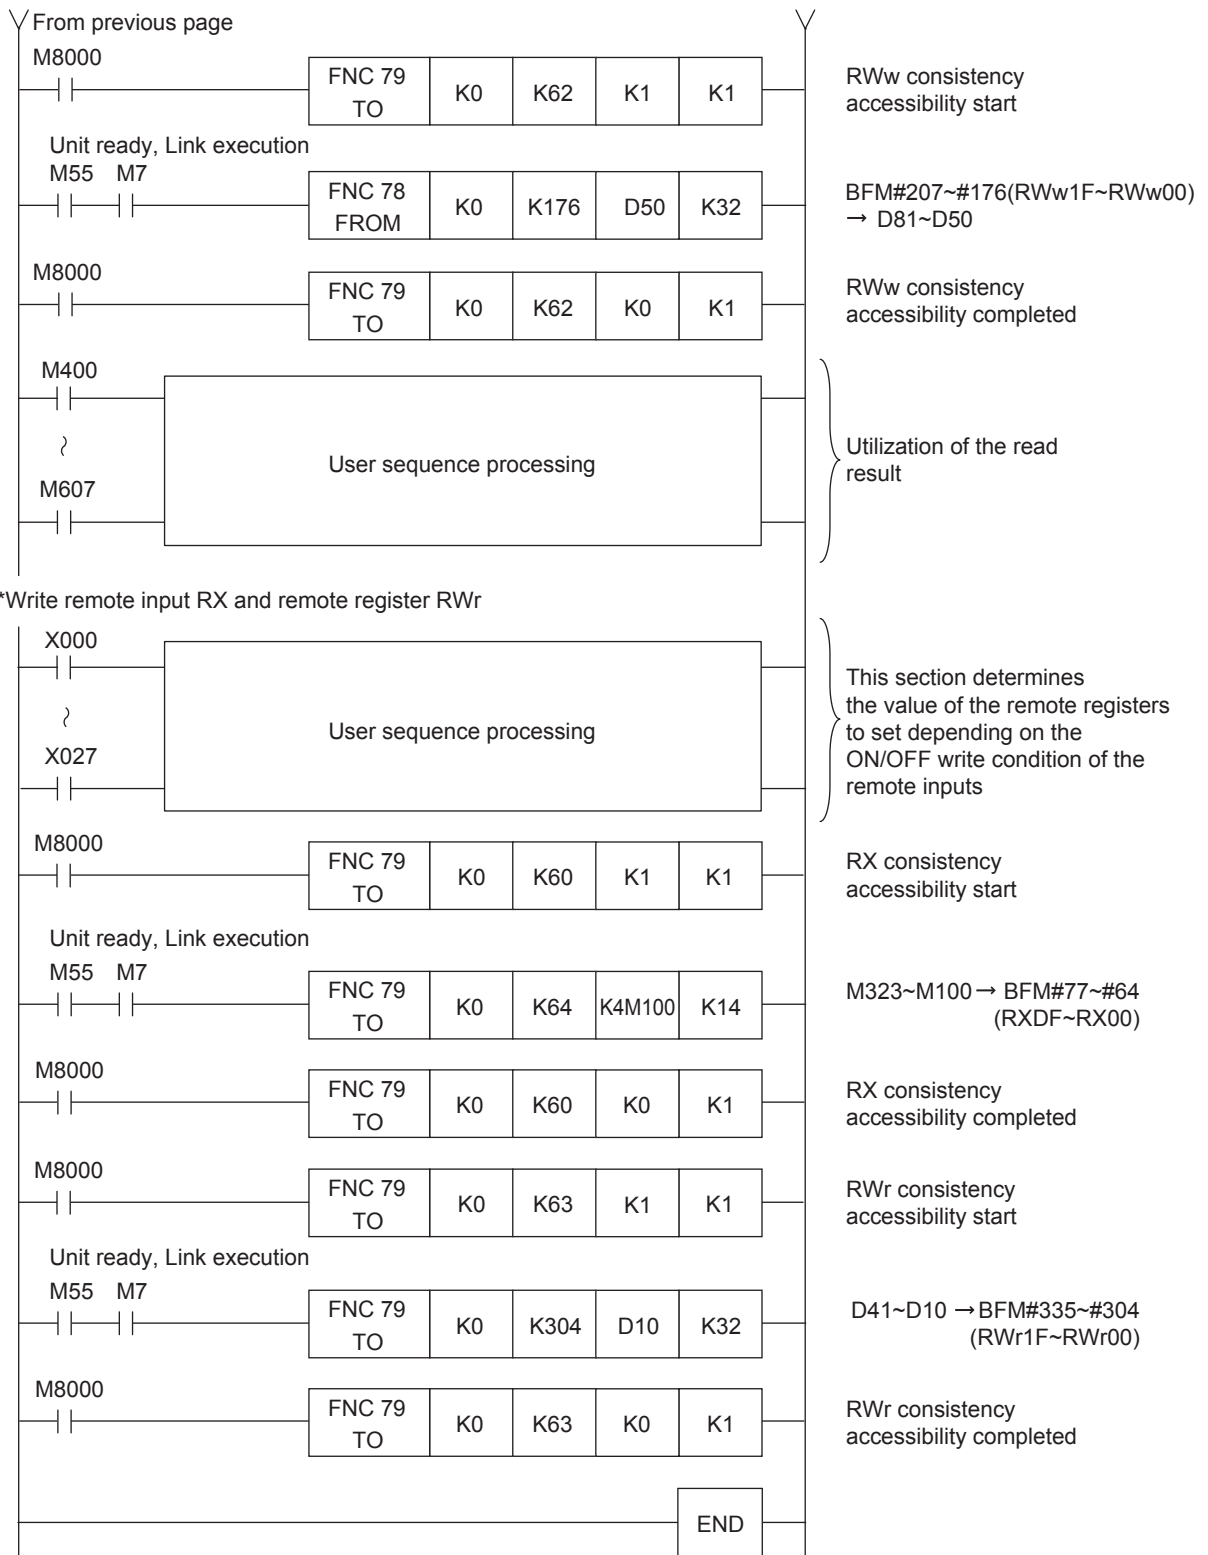 From previous page
M8000
FNC 79
TO
K0
K62
K1
K1
RWw consistency
accessibility start
Unit ready, Link execution
M55 M7
FNC 78
FROM
K0
K176
D50
K32
BFM#207~#176(RWw1F~RWw00)
→ D81~D50
M8000
FNC 79
TO
K0
K62
K0
K1
RWw consistency
accessibility completed
M400
~
M607
User sequence processing
Utilization of the read
result
*Write remote input RX and remote register RWr
X000
~
X027
User sequence processing
This section determines
the value of the remote registers
to set depending on the
ON/OFF write condition of the
remote inputs
M8000
FNC 79
TO
K0
K60
K1
K1
RX consistency
accessibility start
Unit ready, Link execution
M55 M7
FNC 79
TO
K0
K64
K4M100
K14
M323~M100→ BFM#77~#64
(RXDF~RX00)
M8000
FNC 79
TO
K0
K60
K0
K1
RX consistency
accessibility completed
M8000
FNC 79
TO
K0
K63
K1
K1
RWr consistency
accessibility start
Unit ready, Link execution
M55 M7
FNC 79
TO
K0
K304
D10
K32
D41~D10 →BFM#335~#304
(RWr1F~RWr00)
M8000
FNC 79
TO
K0
K63
K0
K1
RWr consistency
accessibility completed
END